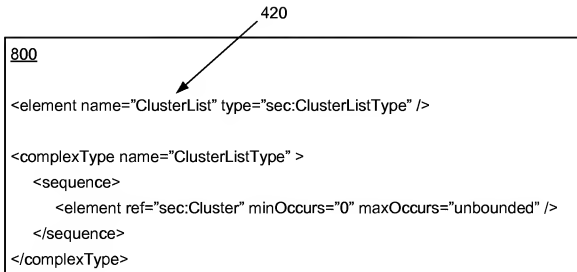 420
800
<element name=”ClusterList” type=”sec:ClusterListType” />
<complexType name=”ClusterListType” >
<sequence>
<element ref=”sec:Cluster” minOccurs=”0” maxOccurs=”unbounded” />
</sequence>
</complexType>